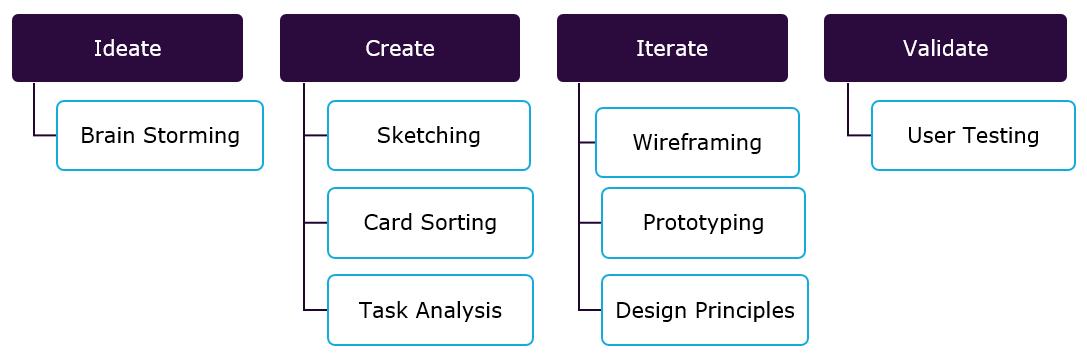 Ideate
Brain Storming
Create
Sketching
Card Sorting
Task Analysis
Iterate
Wireframing
Prototyping
Design Principles
Validate
User Testing